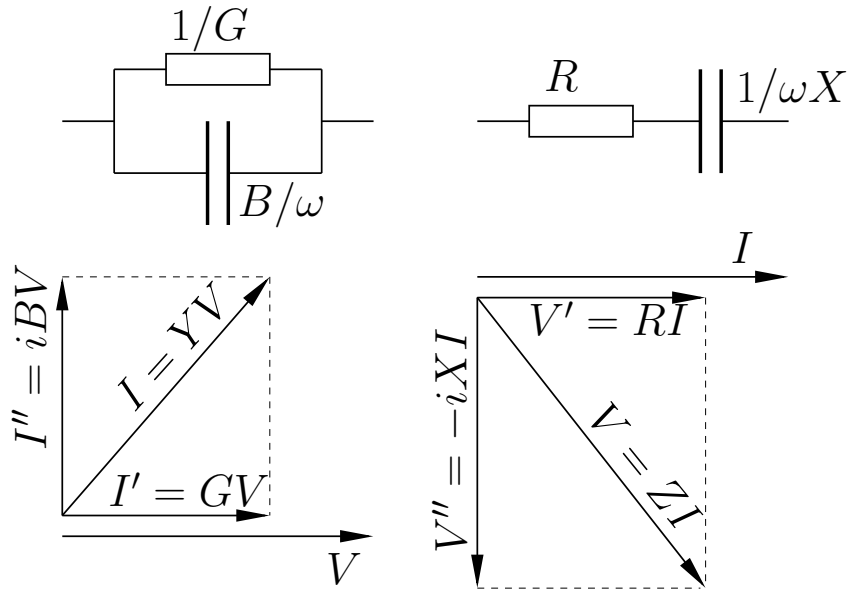 1/G
B/ω
R
1/ωX
I″ = iBV
I = YV
I′ = GV
V
I
V′ = RI
V″ = −iXI
V = ZI